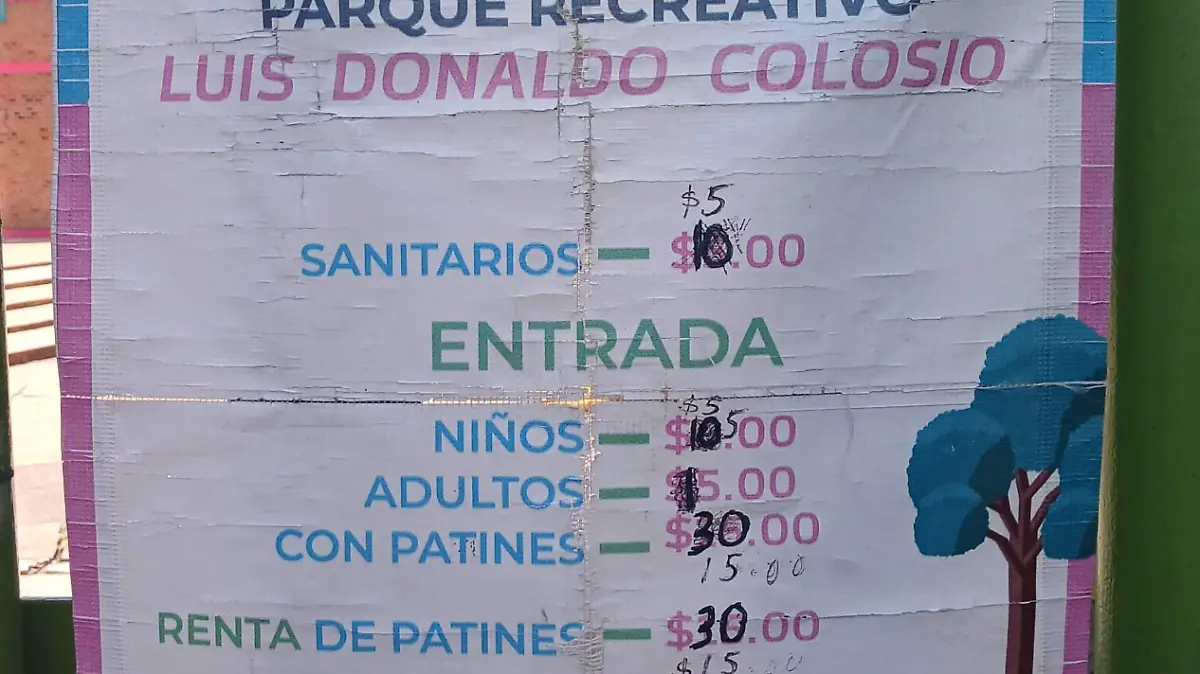 PARQUE RECREATIVO
LUIS DONALDO COLOSIO
$5
SANITARIOS — $10.00
ENTRADA
$5
NIÑOS — $10.00
ADULTOS — $15.00
CON PATINES — $30.00
15.00
RENTA DE PATINES — $30.00
$15